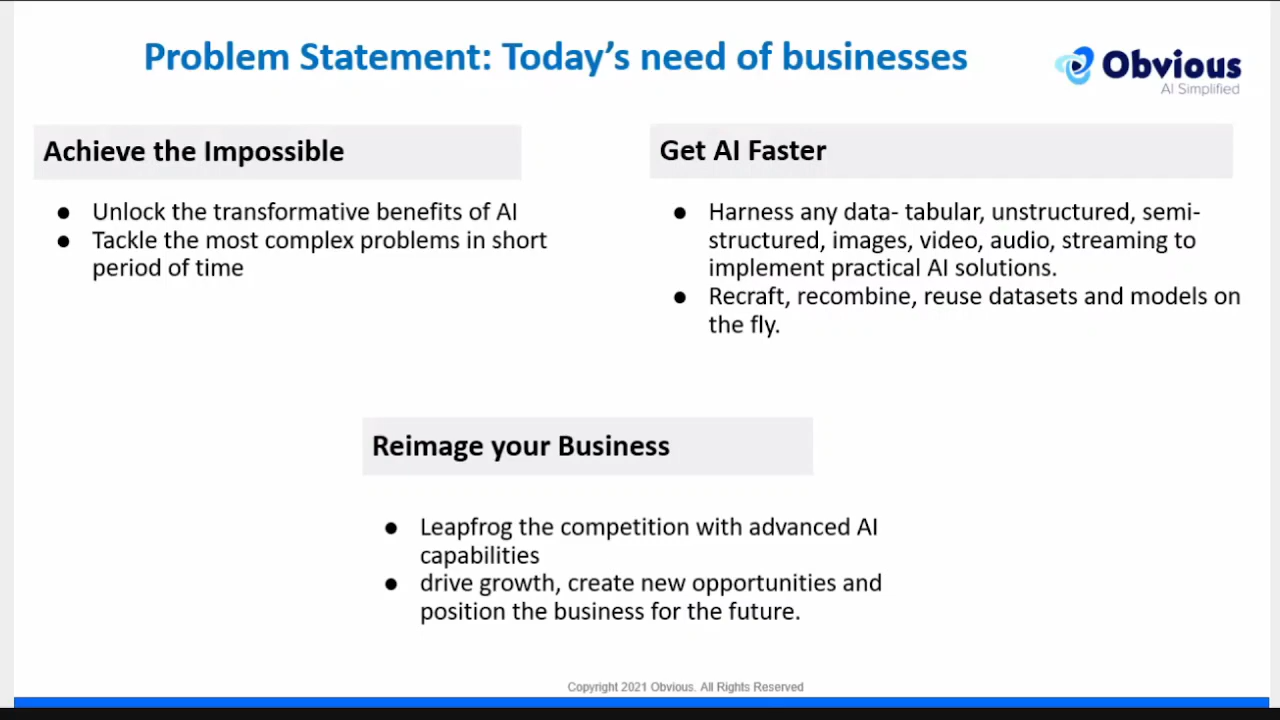 Problem Statement: Today's need of businesses
Obvious
AI Simplified
Achieve the Impossible
● Unlock the transformative benefits of AI
● Tackle the most complex problems in short
period of time
Get AI Faster
● Harness any data- tabular, unstructured, semi-
structured, images, video, audio, streaming to
implement practical AI solutions.
● Recraft, recombine, reuse datasets and models on
the fly.
Reimage your Business
● Leapfrog the competition with advanced AI
capabilities
● drive growth, create new opportunities and
position the business for the future.
Copyright 2021 Obvious. All Rights Reserved